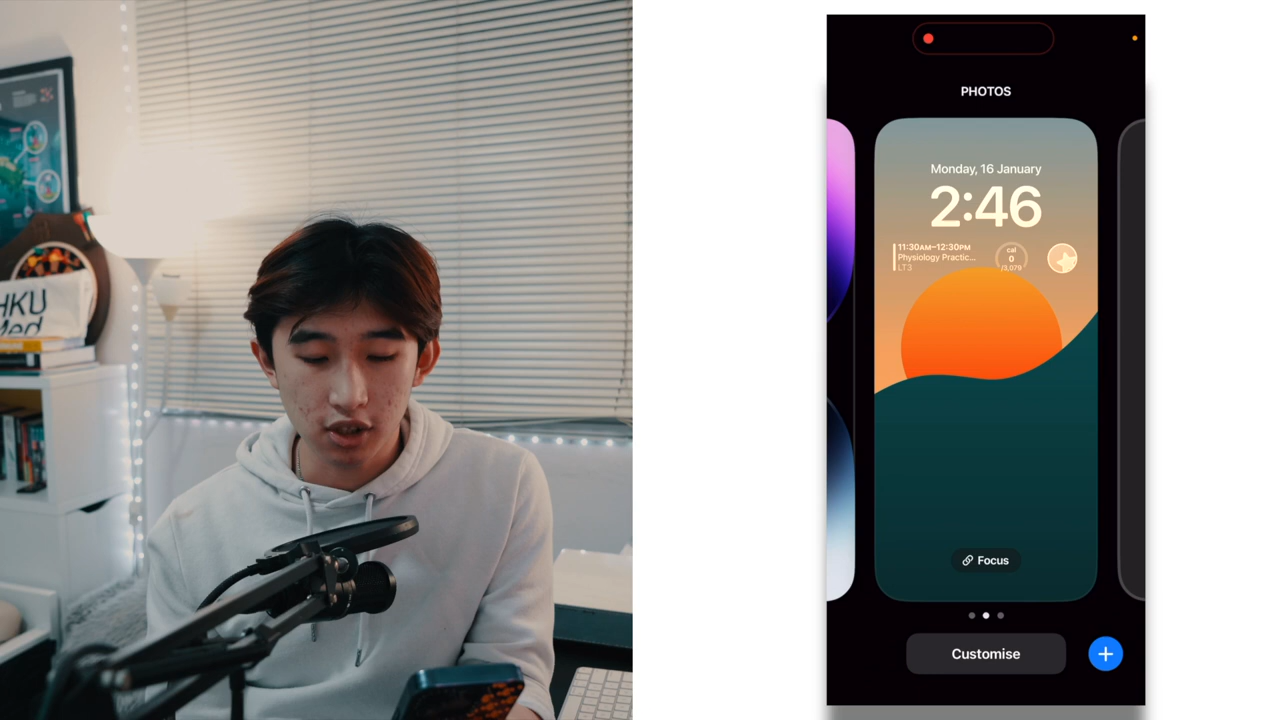 HKU
Med
PHOTOS
Monday, 16 January
2:46
11:30AM–12:30PM
Physiology Practic...
LT3
cal
0
/3,079
Focus
Customise